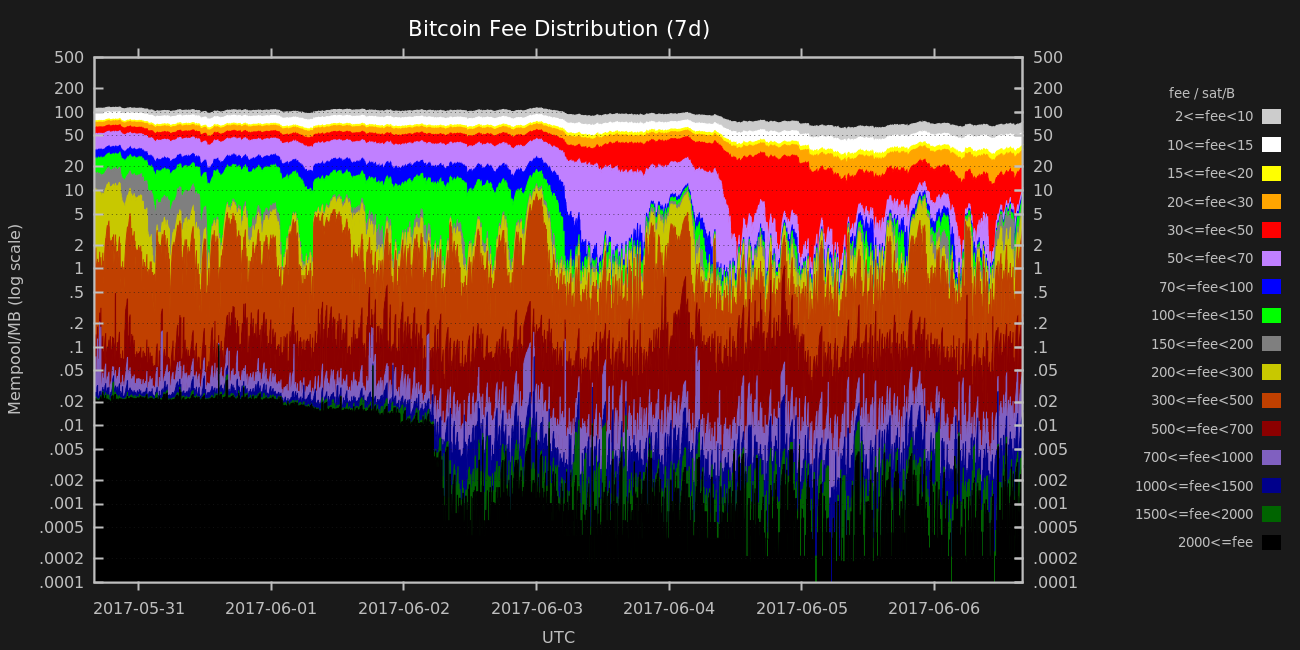 Bitcoin Fee Distribution (7d)
500
200
100
50
20
10
5
2
1
.5
.2
.1
.05
.02
.01
.005
.002
.001
.0005
.0002
.0001
Mempool/MB (log scale)
500
200
100
50
20
10
5
2
1
.5
.2
.1
.05
.02
.01
.005
.002
.001
.0005
.0002
.0001
2017-05-31 2017-06-01 2017-06-02 2017-06-03 2017-06-04 2017-06-05 2017-06-06
UTC
fee / sat/B
2<=fee<10
10<=fee<15
15<=fee<20
20<=fee<30
30<=fee<50
50<=fee<70
70<=fee<100
100<=fee<150
150<=fee<200
200<=fee<300
300<=fee<500
500<=fee<700
700<=fee<1000
1000<=fee<1500
1500<=fee<2000
2000<=fee